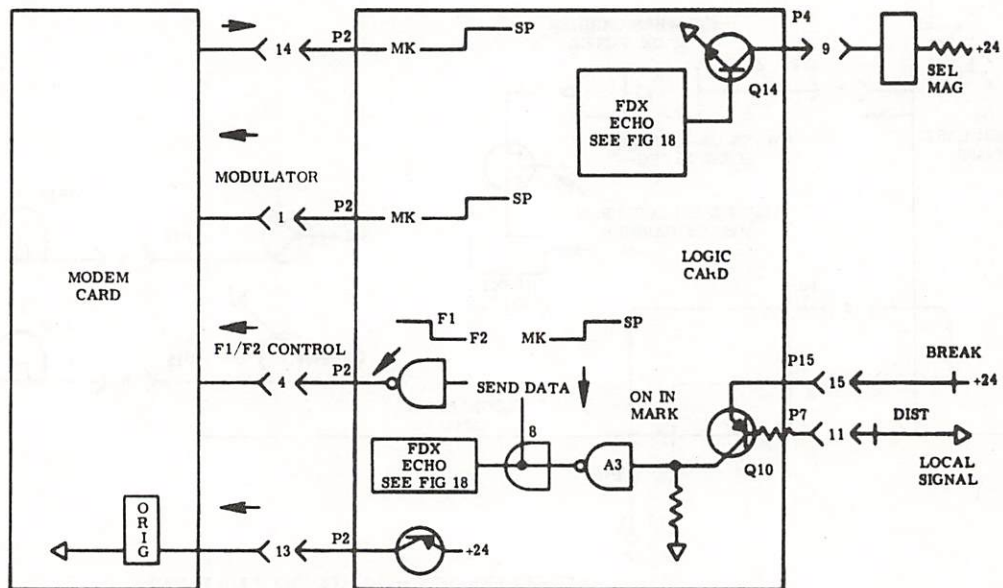 P2
14
MK
SP
P4
9
+24
SEL
MAG
Q14
FDX
ECHO
SEE FIG 18
MODULATOR
P2
1
MK
SP
MODEM
CARD
LOGIC
CARD
F1
F2
MK
SP
F1/F2 CONTROL
P2
4
SEND DATA
ON IN
MARK
P15
15
BREAK
+24
P7
11
DIST
LOCAL
SIGNAL
Q10
8
A3
FDX
ECHO
SEE FIG 18
ORIG
P2
13
+24